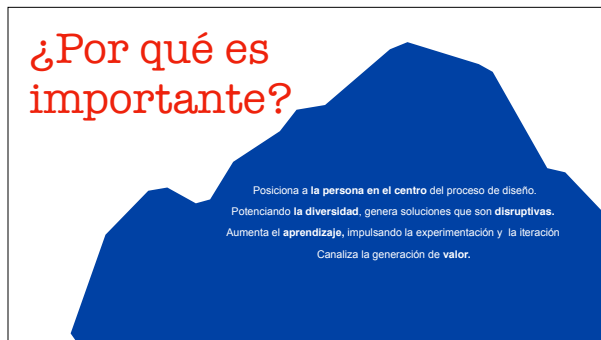 ¿Por qué es
importante?
Posiciona a la persona en el centro del proceso de diseño.
Potenciando la diversidad, genera soluciones que son disruptivas.
Aumenta el aprendizaje, impulsando la experimentación y la iteración
Canaliza la generación de valor.